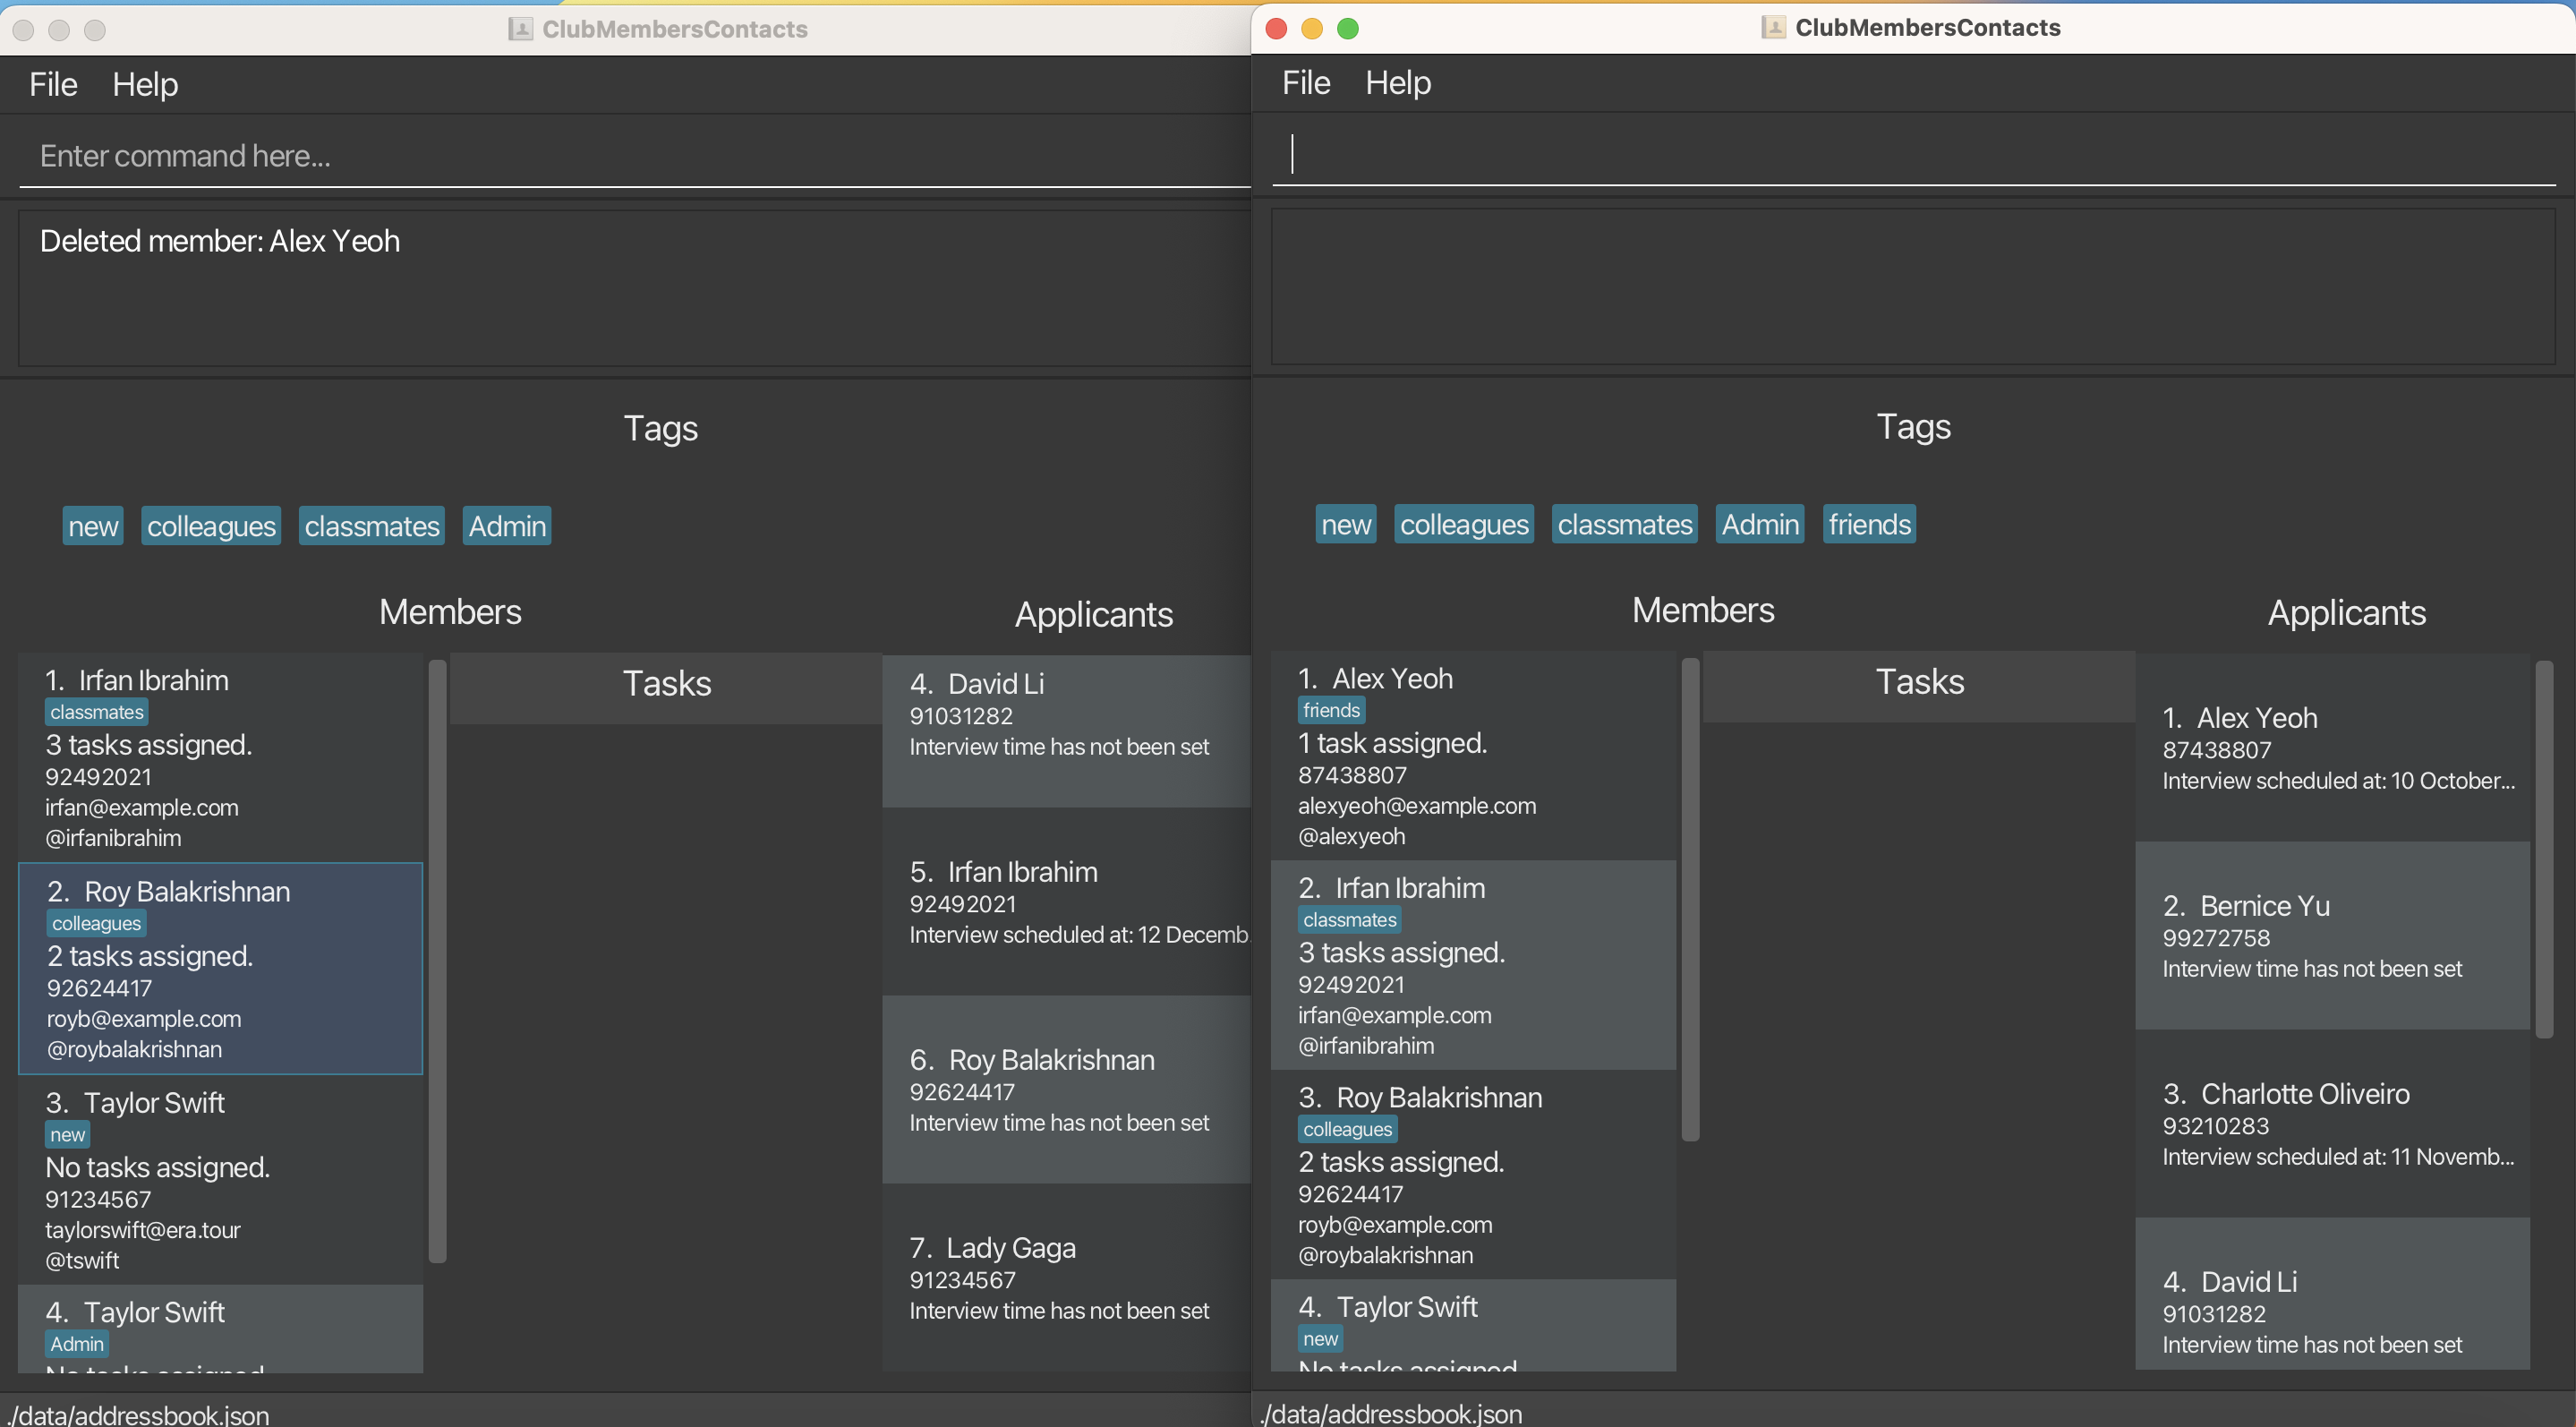 ClubMembersContacts
File Help
Enter command here...
Deleted member: Alex Yeoh
Tags
new colleagues classmates Admin
Members
1. Irfan Ibrahim
classmates
3 tasks assigned.
92492021
irfan@example.com
@irfanibrahim
2. Roy Balakrishnan
colleagues
2 tasks assigned.
92624417
royb@example.com
@roybalakrishnan
3. Taylor Swift
new
No tasks assigned.
91234567
taylorswift@era.tour
@tswift
4. Taylor Swift
Admin
No tasks assigned
Tasks
Applicants
4. David Li
91031282
Interview time has not been set
5. Irfan Ibrahim
92492021
Interview scheduled at: 12 Decemb.
6. Roy Balakrishnan
92624417
Interview time has not been set
7. Lady Gaga
91234567
Interview time has not been set
./data/addressbook.json
ClubMembersContacts
File Help
Tags
new colleagues classmates Admin friends
Members
1. Alex Yeoh
friends
1 task assigned.
87438807
alexyeoh@example.com
@alexyeoh
2. Irfan Ibrahim
classmates
3 tasks assigned.
92492021
irfan@example.com
@irfanibrahim
3. Roy Balakrishnan
colleagues
2 tasks assigned.
92624417
royb@example.com
@roybalakrishnan
4. Taylor Swift
new
No tasks assigned
Tasks
Applicants
1. Alex Yeoh
87438807
Interview scheduled at: 10 October...
2. Bernice Yu
99272758
Interview time has not been set
3. Charlotte Oliveiro
93210283
Interview scheduled at: 11 Novemb...
4. David Li
91031282
Interview time has not been set
./data/addressbook.json